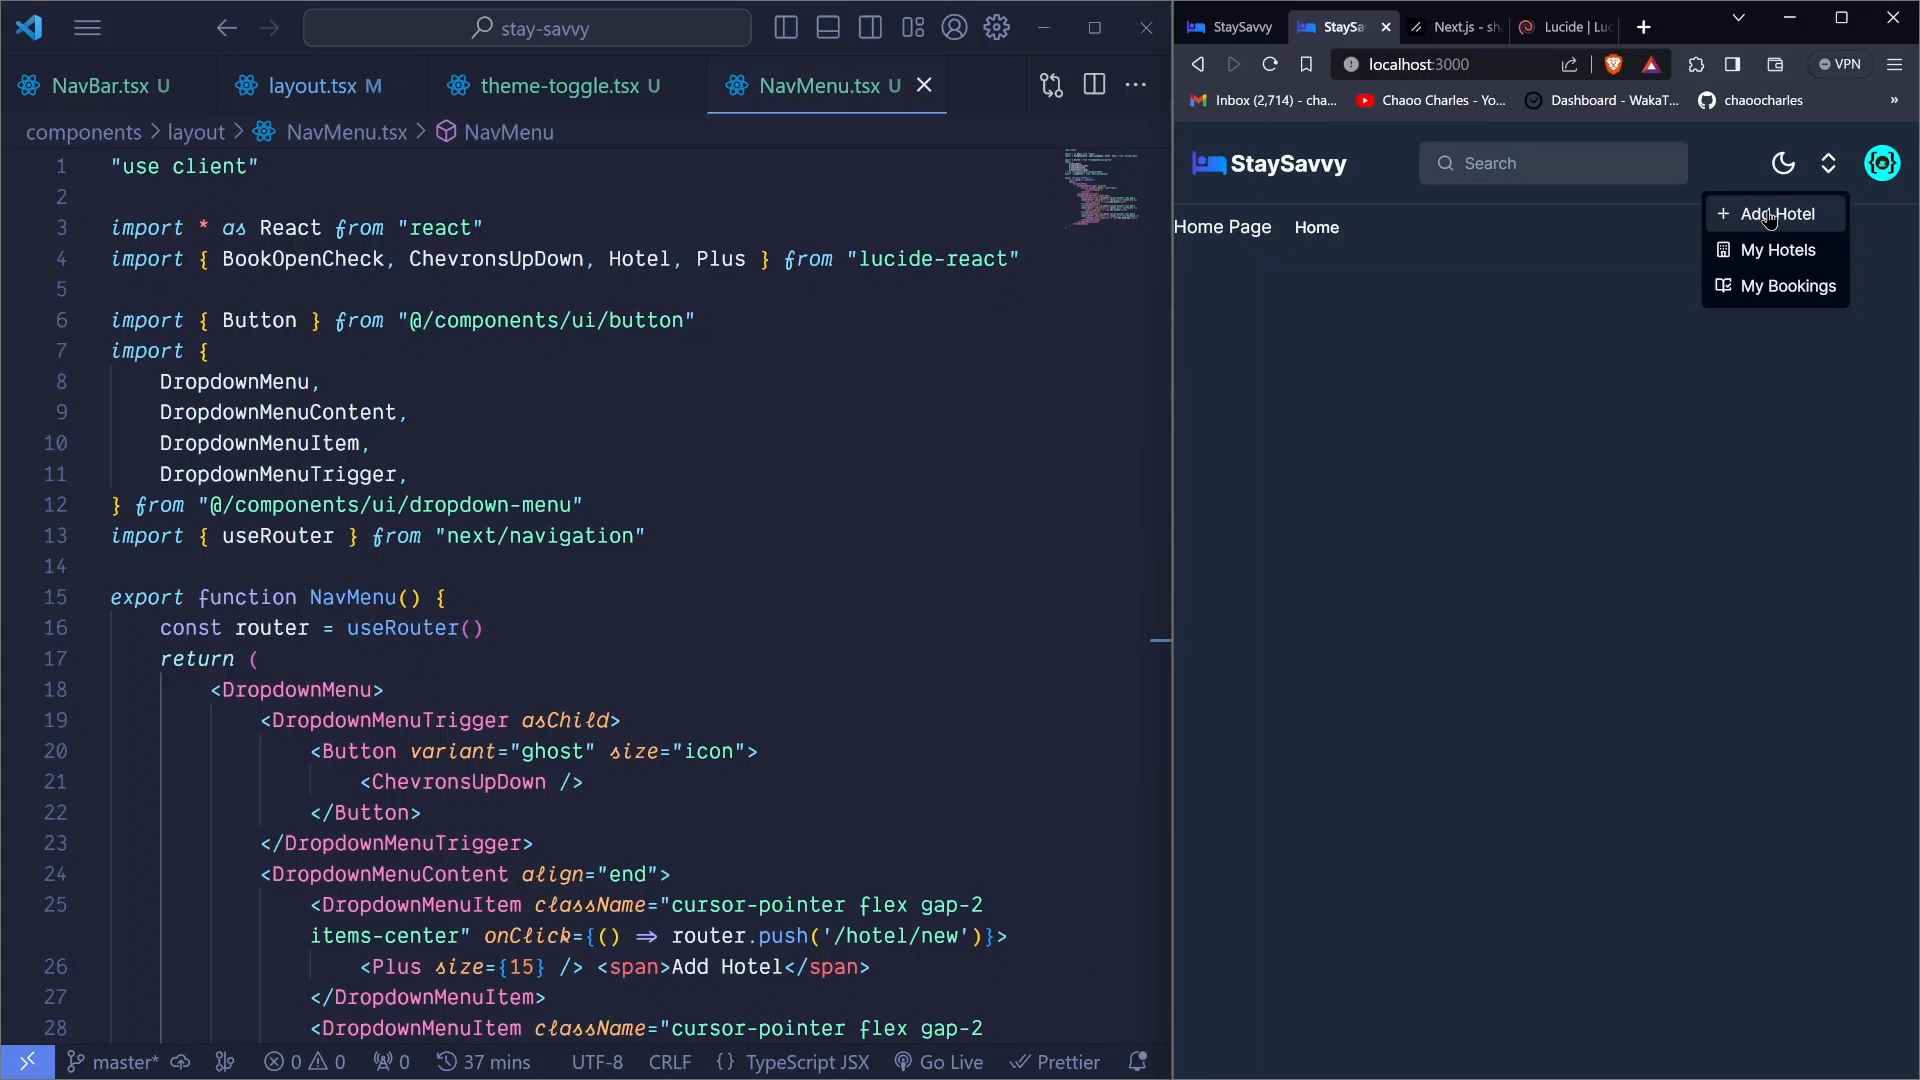 stay-savvy
NavBar.tsx U
layout.tsx M
theme-toggle.tsx U
NavMenu.tsx U
components > layout > NavMenu.tsx > NavMenu
1 "use client"
2
3 import * as React from "react"
4 import { BookOpenCheck, ChevronsUpDown, Hotel, Plus } from "lucide-react"
5
6 import { Button } from "@/components/ui/button"
7 import {
8 DropdownMenu,
9 DropdownMenuContent,
10 DropdownMenuItem,
11 DropdownMenuTrigger,
12 } from "@/components/ui/dropdown-menu"
13 import { useRouter } from "next/navigation"
14
15 export function NavMenu() {
16 const router = useRouter()
17 return (
18 <DropdownMenu>
19 <DropdownMenuTrigger asChild>
20 <Button variant="ghost" size="icon">
21 <ChevronsUpDown />
22 </Button>
23 </DropdownMenuTrigger>
24 <DropdownMenuContent align="end">
25 <DropdownMenuItem className="cursor-pointer flex gap-2
items-center" onClick={() => router.push('/hotel/new')}>
26 <Plus size={15} /> <span>Add Hotel</span>
27 </DropdownMenuItem>
28 <DropdownMenuItem className="cursor-pointer flex gap-2
master* 0 0 0 37 mins UTF-8 CRLF {} TypeScript JSX Go Live Prettier
StaySavvy
StaySa
Next.js - sh
Lucide | Luc
localhost:3000
VPN
Inbox (2,714) - cha...
Chaoo Charles - Yo...
Dashboard - WakaT...
chaoocharles
»
StaySavvy
Search
Home Page Home
Add Hotel
My Hotels
My Bookings